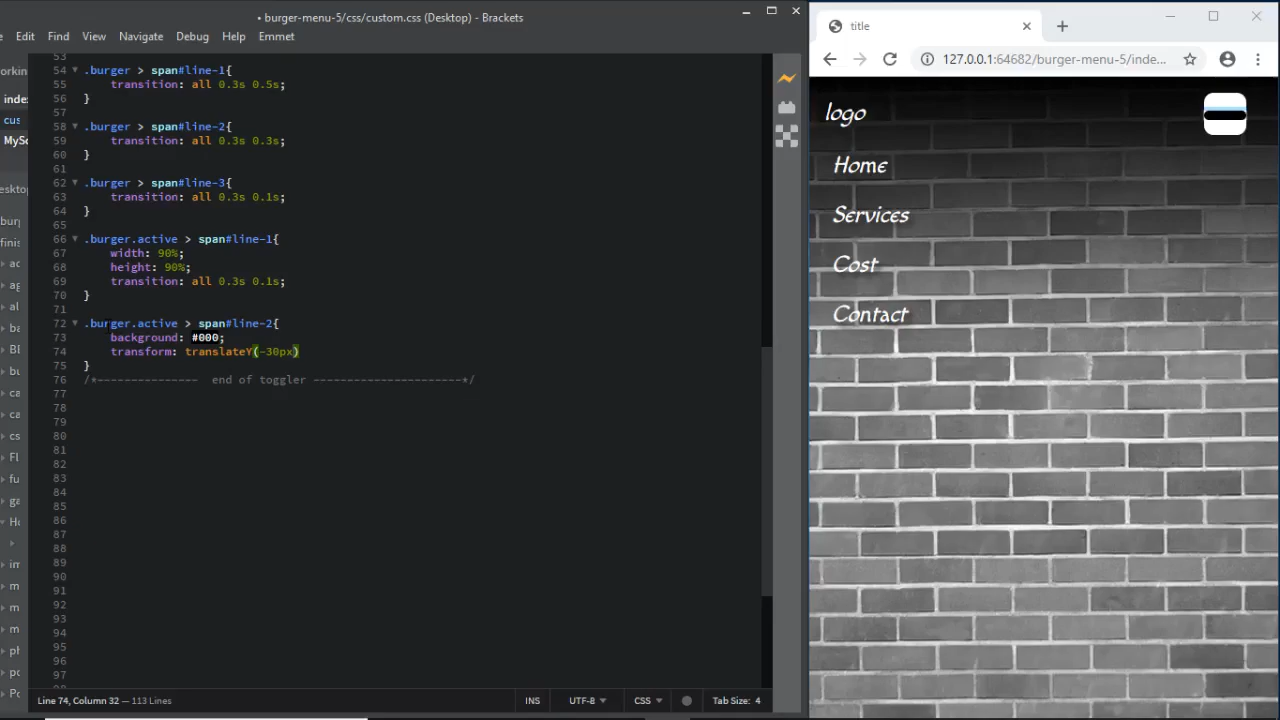 • burger-menu-5/css/custom.css (Desktop) - Brackets
Edit Find View Navigate Debug Help Emmet
53
54 .burger > span#line-1{
55 transition: all 0.3s 0.5s;
56 }
57
58 .burger > span#line-2{
59 transition: all 0.3s 0.3s;
60 }
61
62 .burger > span#line-3{
63 transition: all 0.3s 0.1s;
64 }
65
66 .burger.active > span#line-1{
67 width: 90%;
68 height: 90%;
69 transition: all 0.3s 0.1s;
70 }
71
72 .burger.active > span#line-2{
73 background: #000;
74 transform: translateY(-30px)
75 }
76 /*--------------- end of toggler ----------------------*/
77
78
79
80
81
82
83
84
85
86
87
88
89
90
91
92
93
94
95
96
97
Line 74, Column 32 — 113 Lines
INS UTF-8 CSS Tab Size: 4
title
127.0.0.1:64682/burger-menu-5/inde...
logo
Home
Services
Cost
Contact